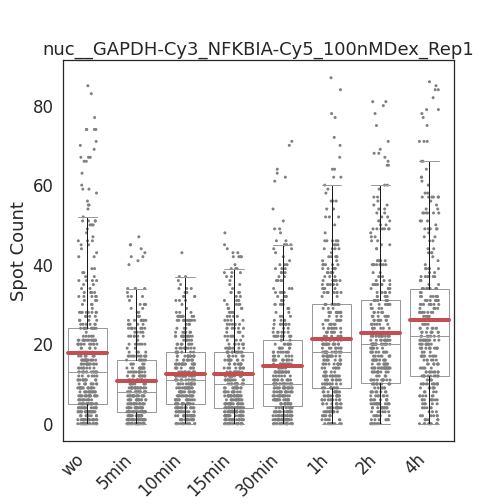 nuc__GAPDH-Cy3_NFKBIA-Cy5_100nMDex_Rep1
Spot Count
80
60
40
20
0
wo
5min
10min
15min
30min
1h
2h
4h